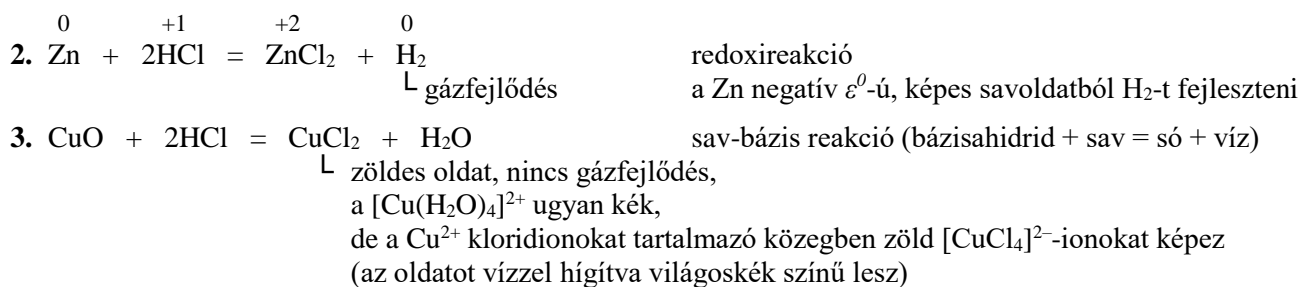 0 +1 +2 0
2. Zn + 2HCl = ZnCl₂ + H₂ redoxireakció
gázfejlődés a Zn negatív ε⁰-ú, képes savoldatból H₂-t fejleszteni
3. CuO + 2HCl = CuCl₂ + H₂O sav-bázis reakció (bázisahidrid + sav = só + víz)
zöldes oldat, nincs gázfejlődés,
a [Cu(H₂O)₄]²⁺ ugyan kék,
de a Cu²⁺ kloridionokat tartalmazó közegben zöld [CuCl₄]²⁻-ionokat képez
(az oldatot vízzel hígítva világoskék színű lesz)